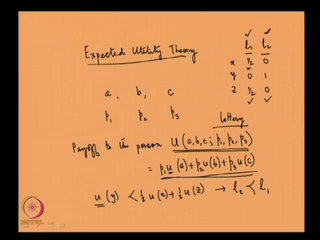 ✓ ✓
l₁ l₂
Expected Utility Theory
x ½ 0
y 0 1
z ½ 0
✓ ✓
a, b, c
p₁ p₂ p₃
lottery
Payoff to the person U(a,b,c; p₁, p₂, p₃)
= p₁u(a)+p₂u(b)+p₃u(c)
u(y) < ½ u(x)+½ u(z) → l₂ < l₁